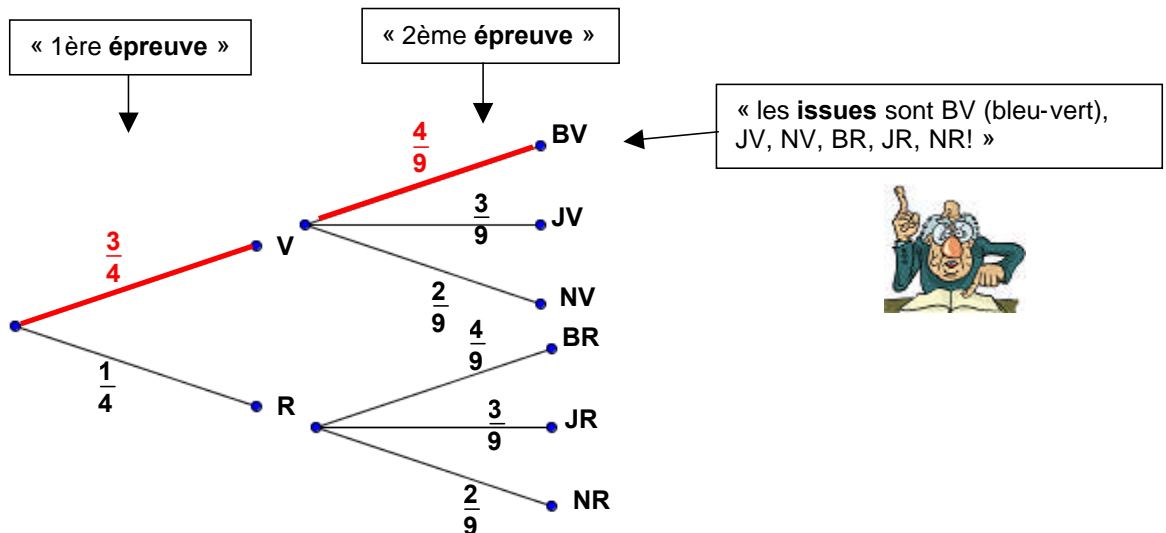 « 1ère épreuve »
« 2ème épreuve »
« les issues sont BV (bleu-vert),
JV, NV, BR, JR, NR! »
3/4
V
4/9
BV
3/9
JV
2/9
NV
1/4
R
4/9
BR
3/9
JR
2/9
NR